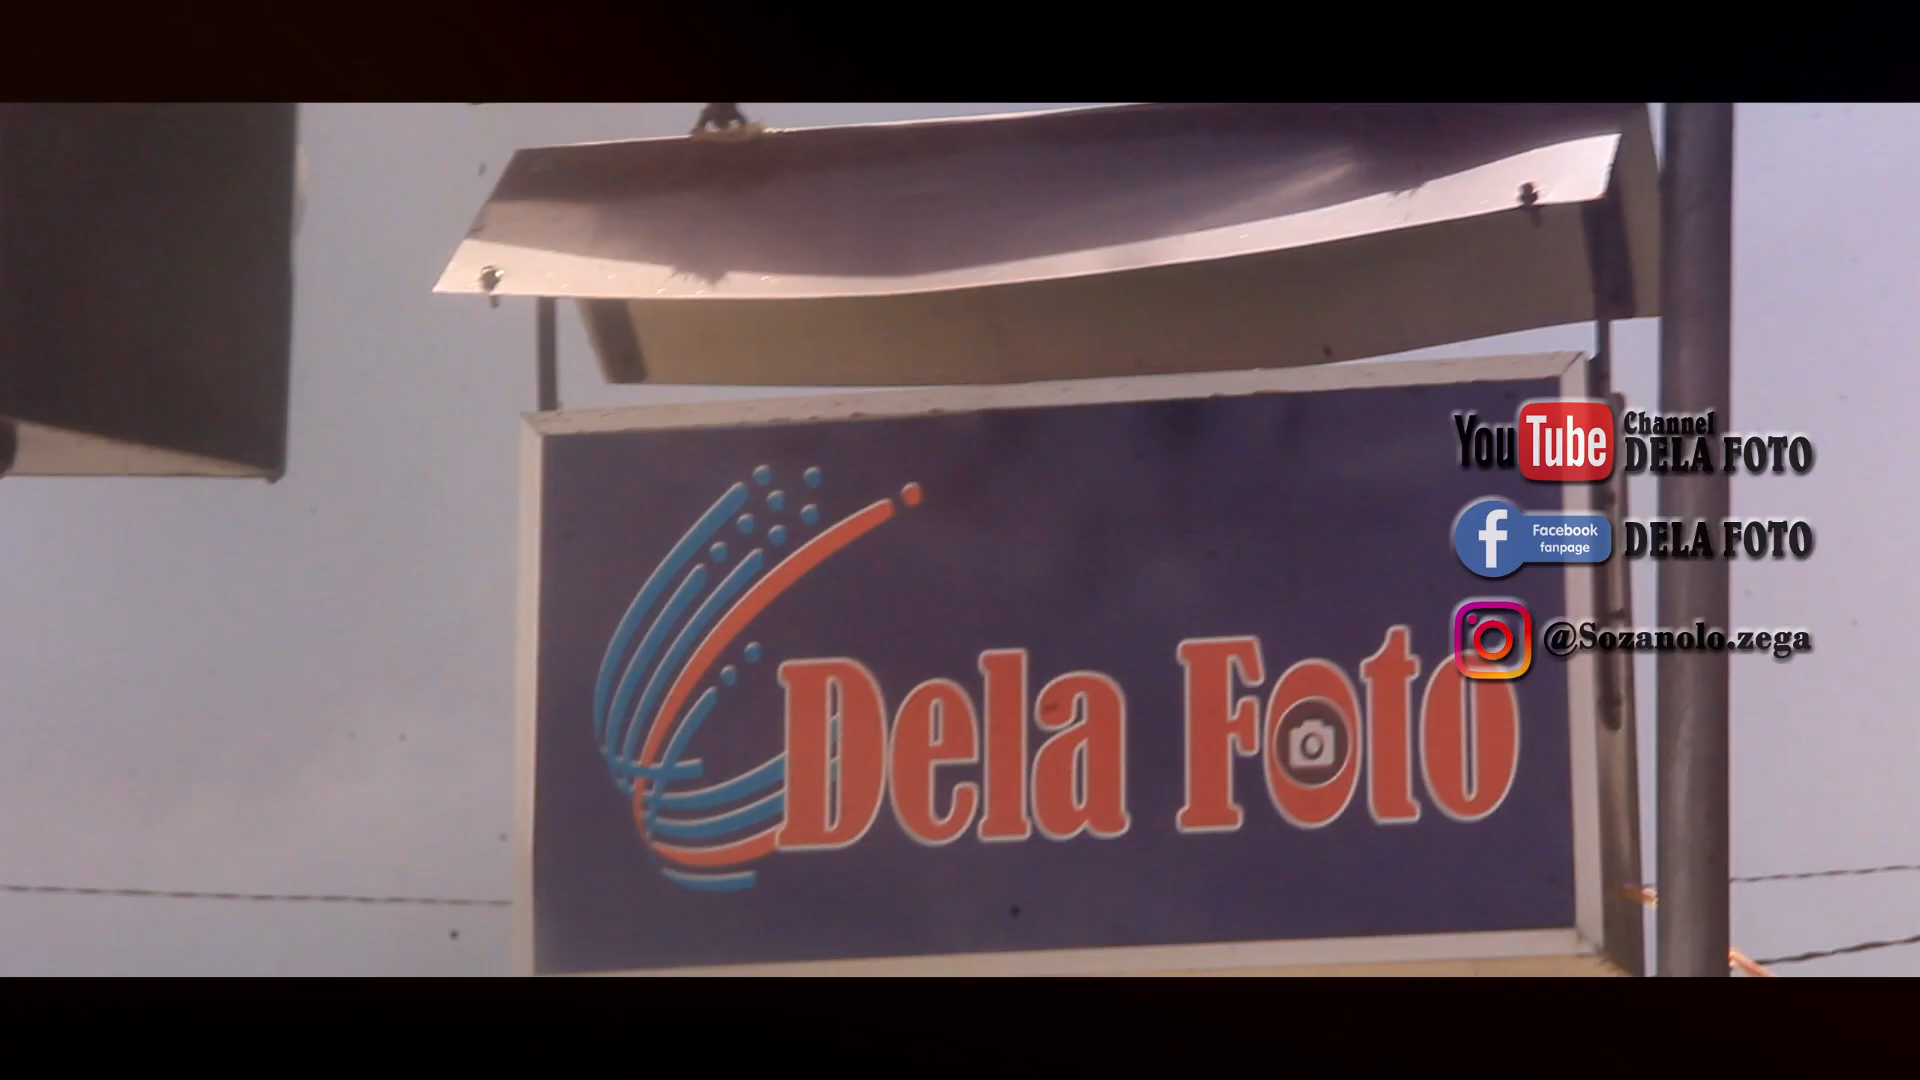 YouTube Channel
DELA FOTO
Facebook
fanpage
DELA FOTO
@Sozanolo.zega
Dela Foto